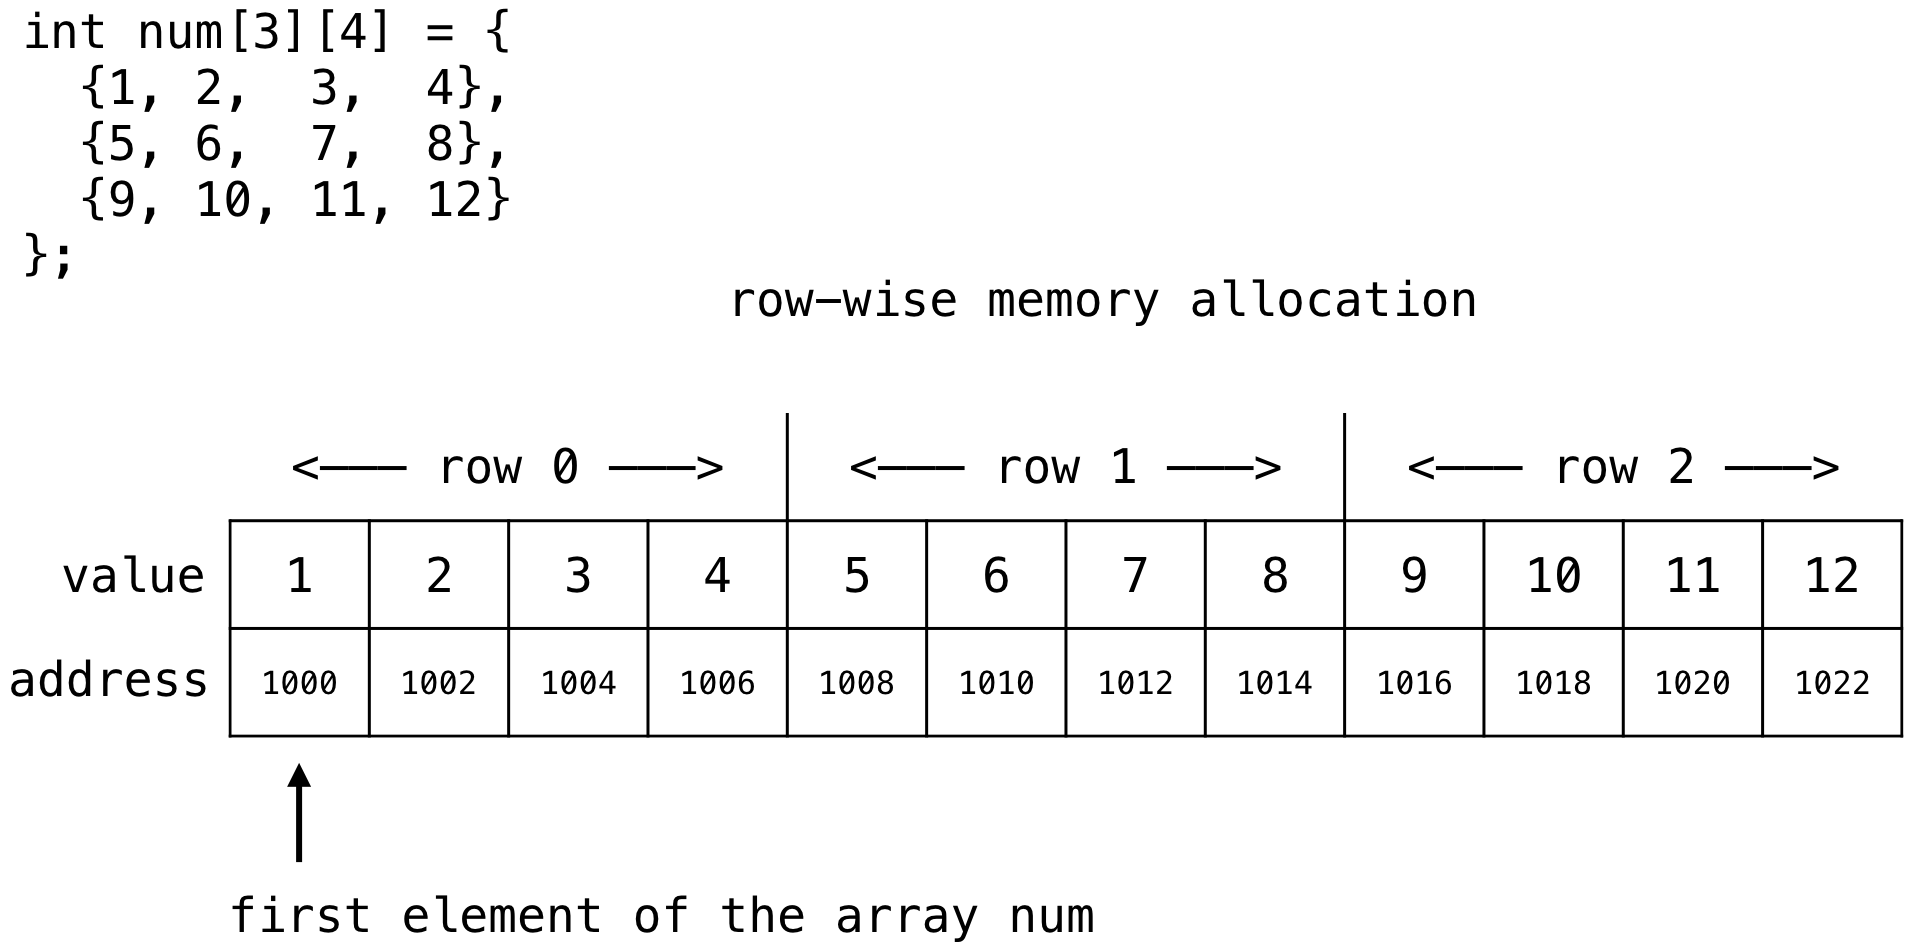 int num[3][4] = {
  {1, 2,  3,  4},
  {5, 6,  7,  8},
  {9, 10, 11, 12}
};
row-wise memory allocation
<——— row 0 ———> <——— row 1 ———> <——— row 2 ———>
value 1 2 3 4 5 6 7 8 9 10 11 12
address 1000 1002 1004 1006 1008 1010 1012 1014 1016 1018 1020 1022
first element of the array num